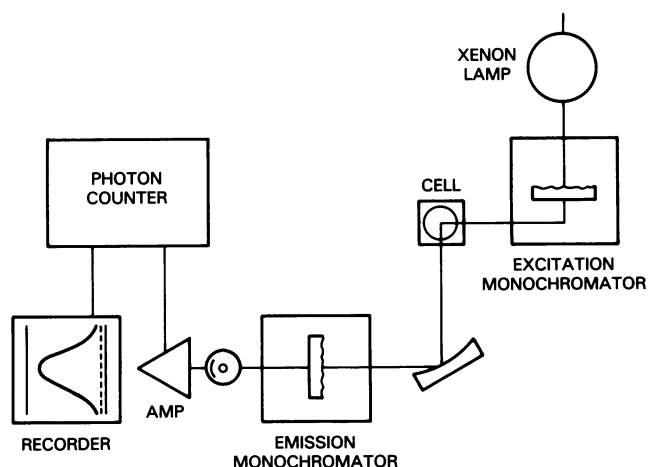 XENON
LAMP
PHOTON
COUNTER
CELL
EXCITATION
MONOCHROMATOR
AMP
RECORDER
EMISSION
MONOCHROMATOR